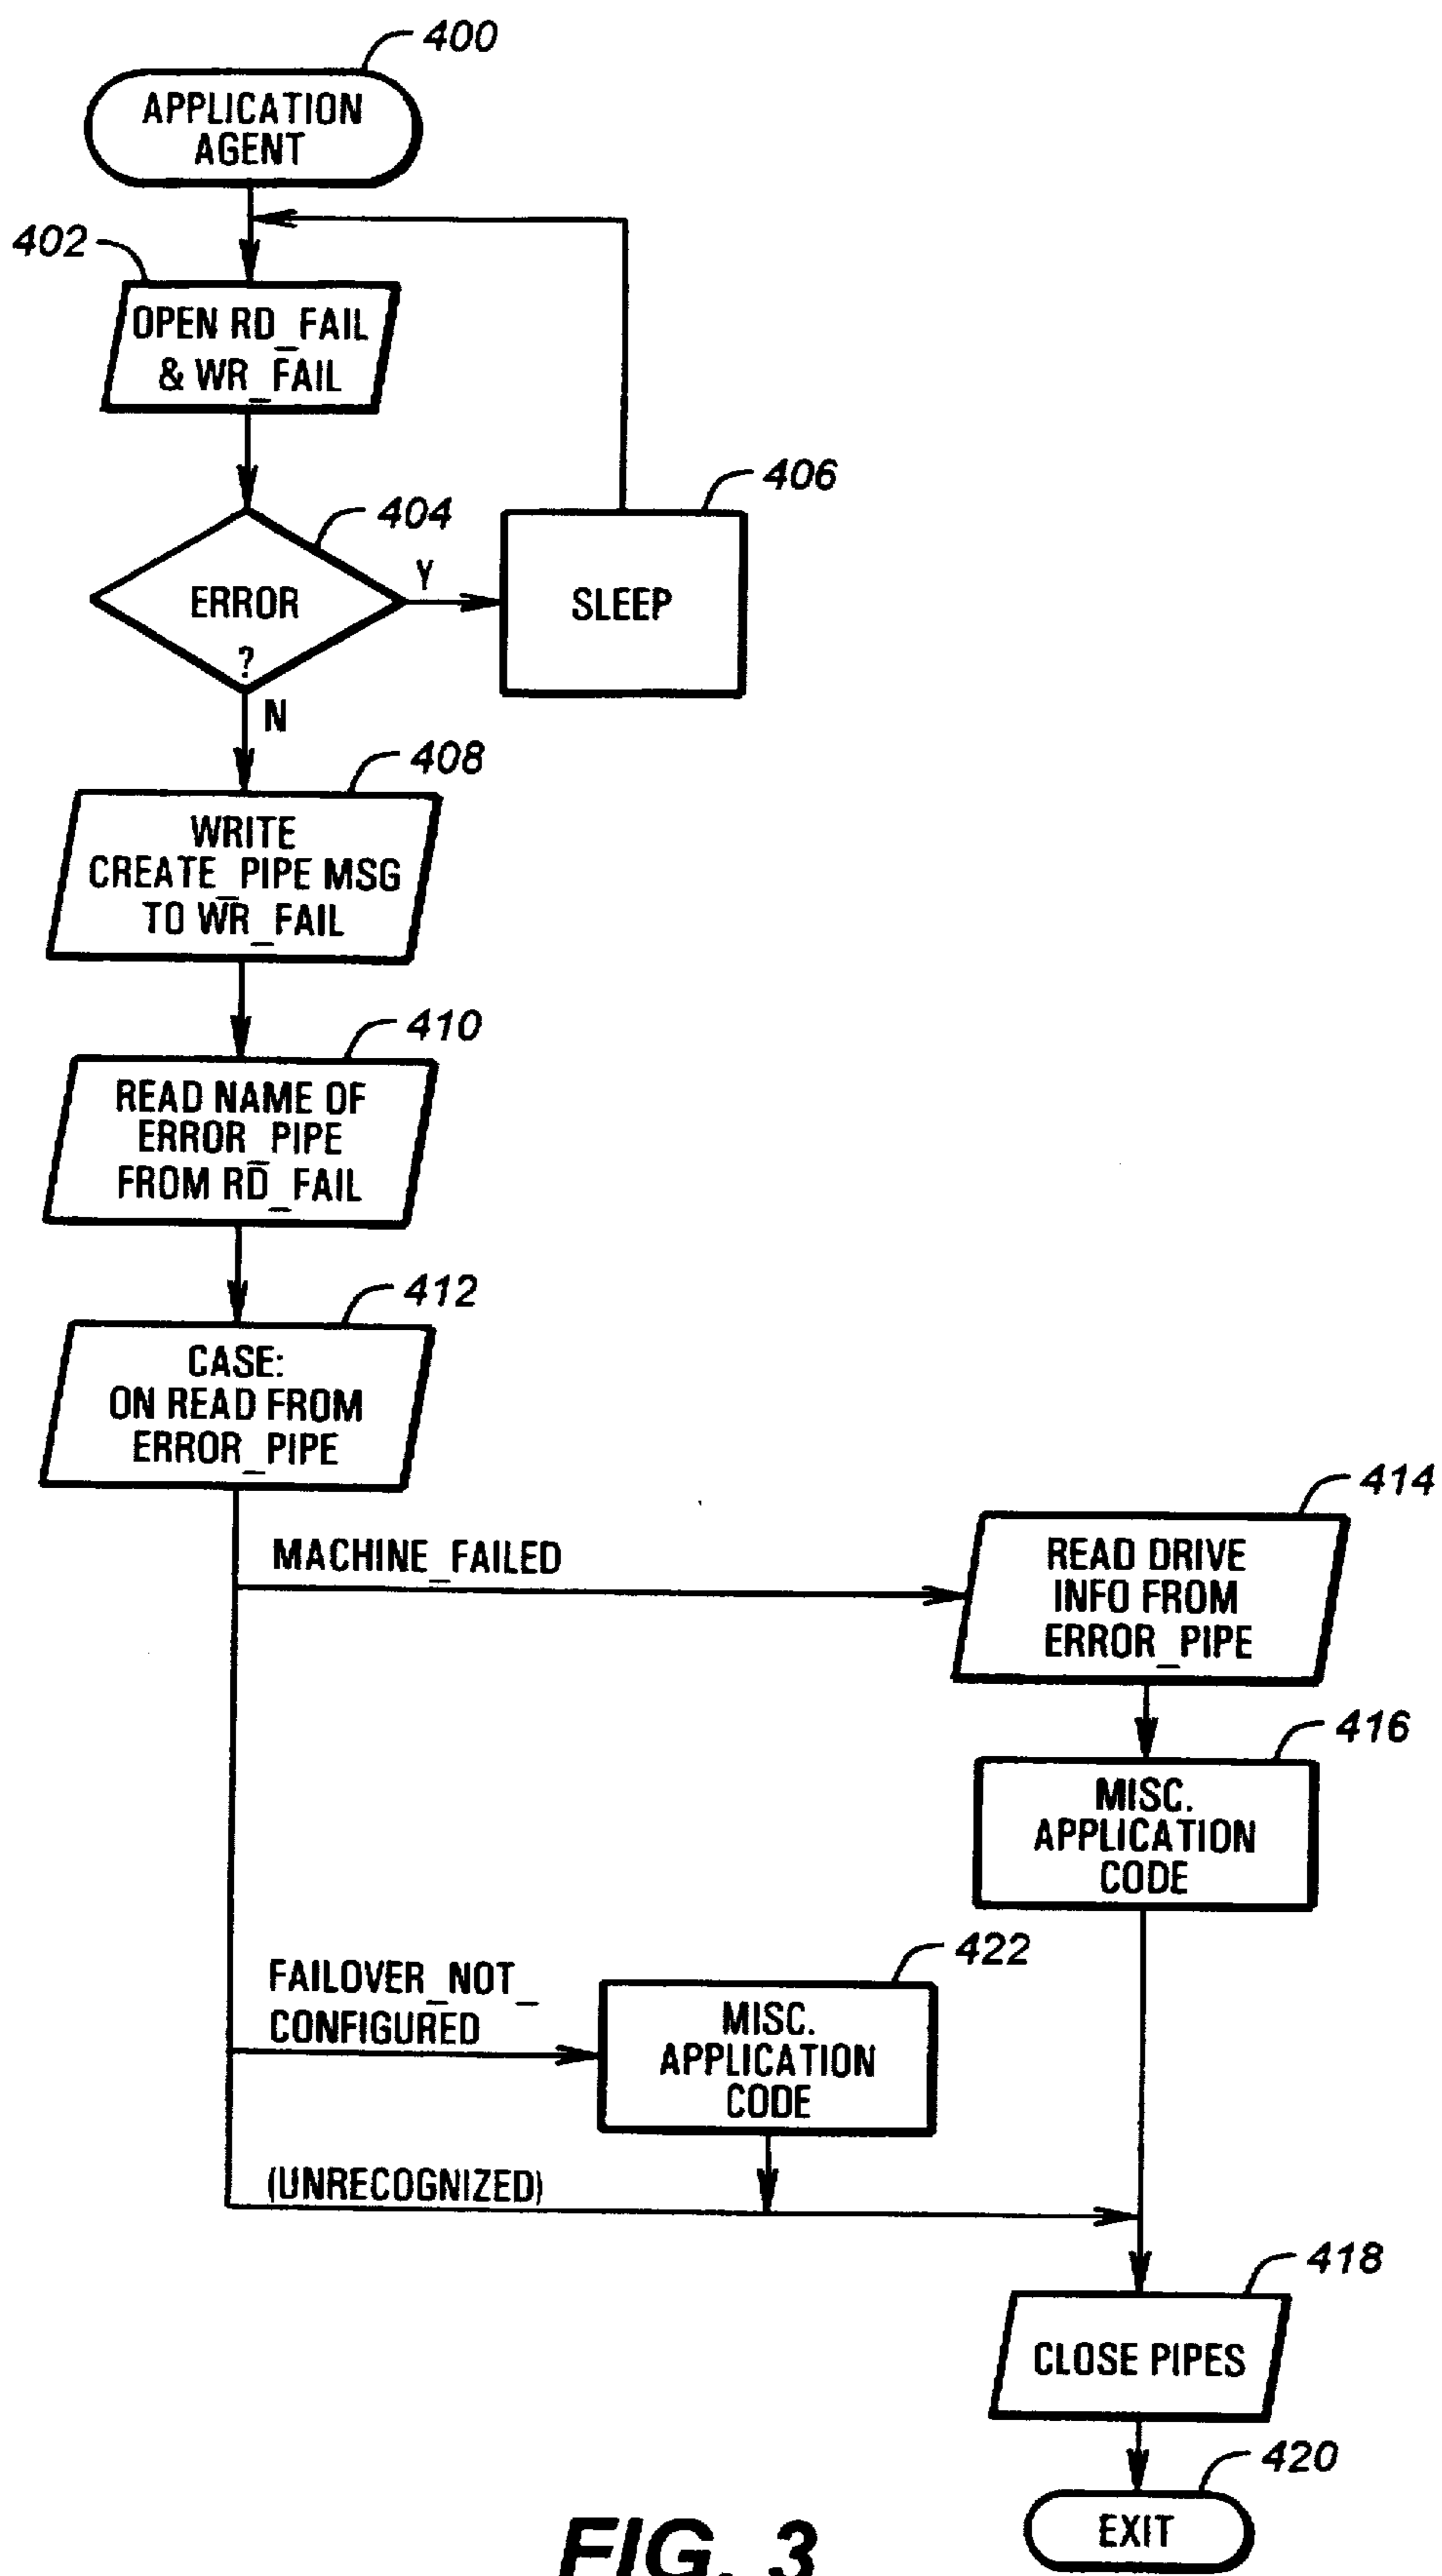 400
APPLICATION
AGENT
402
OPEN RD_FAIL
& WR_FAIL
404
ERROR
?
Y
N
406
SLEEP
408
WRITE
CREATE_PIPE MSG
TO WR_FAIL
410
READ NAME OF
ERROR_PIPE
FROM RD_FAIL
412
CASE:
ON READ FROM
ERROR_PIPE
MACHINE_FAILED
414
READ DRIVE
INFO FROM
ERROR_PIPE
416
MISC.
APPLICATION
CODE
FAILOVER_NOT_
CONFIGURED
422
MISC.
APPLICATION
CODE
(UNRECOGNIZED)
418
CLOSE PIPES
420
EXIT
FIG. 3